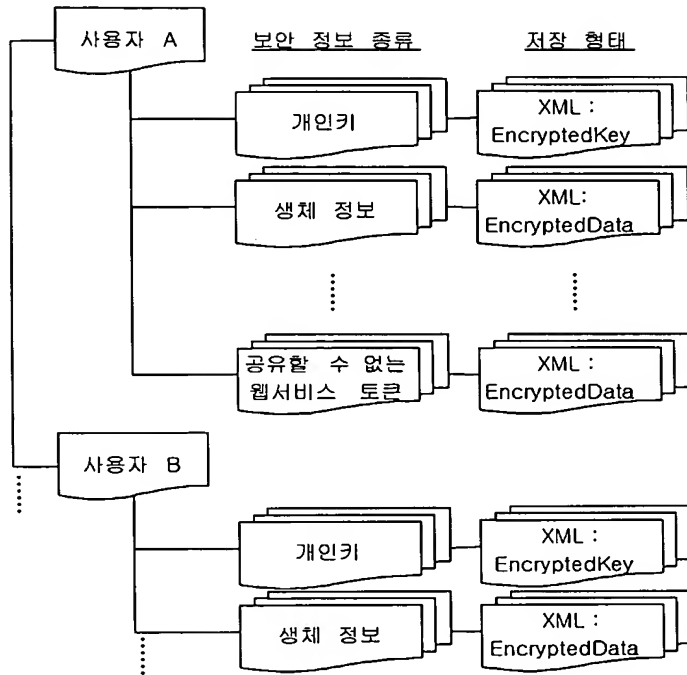 사용자 A
보안 정보 종류
저장 형태
개인키
XML :
EncryptedKey
생체 정보
XML:
EncryptedData
공유할 수 없는
웹서비스 토큰
XML :
EncryptedData
사용자 B
개인키
XML :
EncryptedKey
생체 정보
XML :
EncryptedData